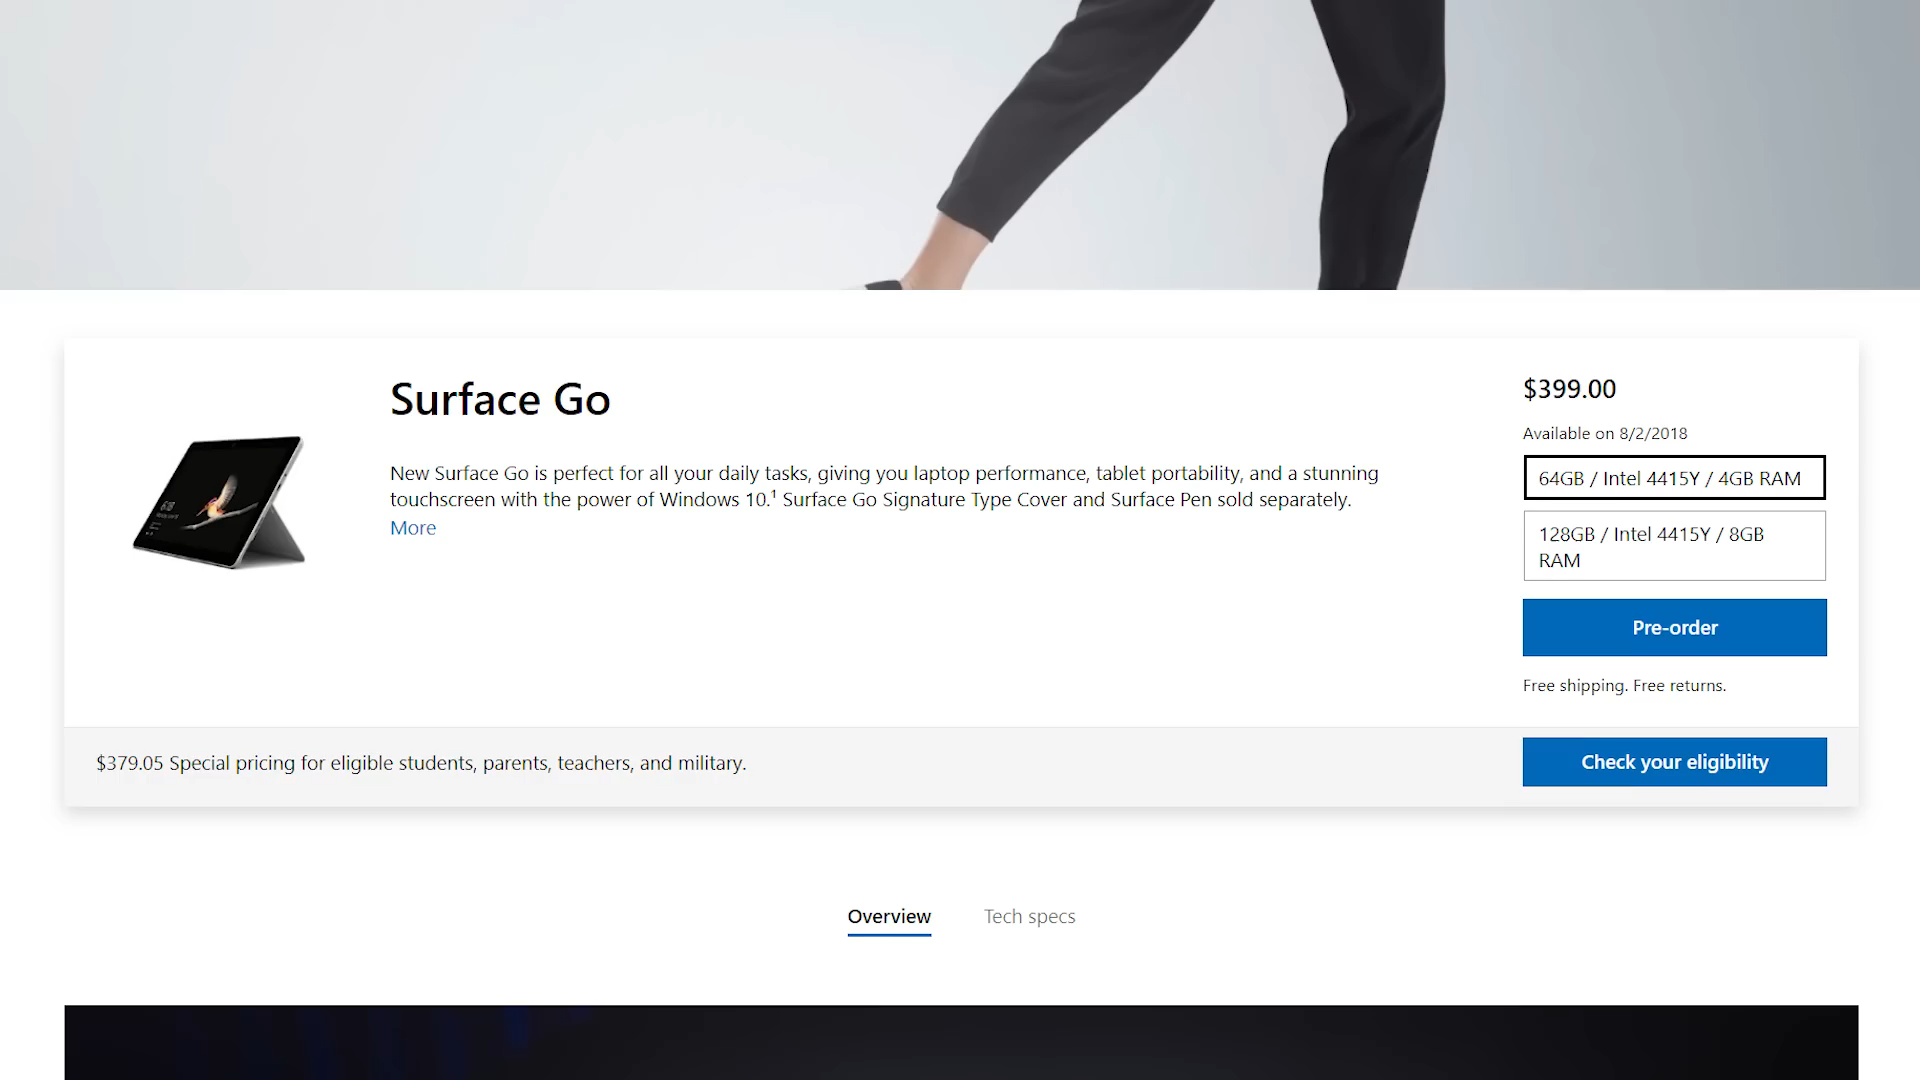 Surface Go
New Surface Go is perfect for all your daily tasks, giving you laptop performance, tablet portability, and a stunning
touchscreen with the power of Windows 10.¹ Surface Go Signature Type Cover and Surface Pen sold separately.
More
$399.00
Available on 8/2/2018
64GB / Intel 4415Y / 4GB RAM
128GB / Intel 4415Y / 8GB
RAM
Pre-order
Free shipping. Free returns.
$379.05 Special pricing for eligible students, parents, teachers, and military.
Check your eligibility
Overview
Tech specs